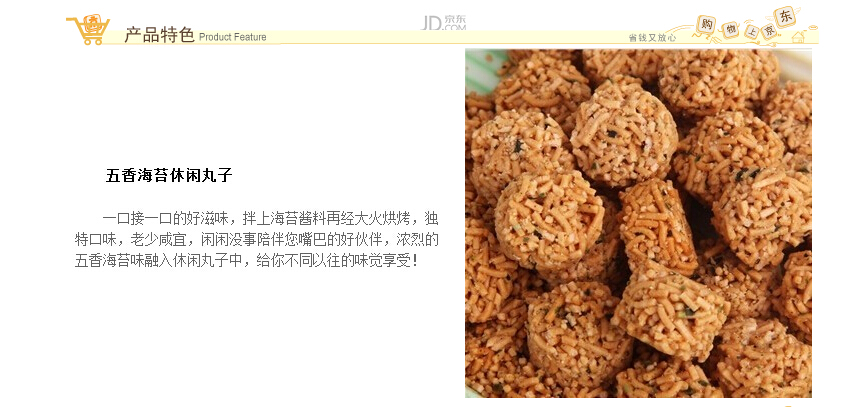 产品特色 Product Feature
JD.京东
JD.COM
省钱又放心
购物上京东
五香海苔休闲丸子
一口接一口的好滋味，拌上海苔酱料再经大火烘烤，独
特口味，老少咸宜，闲闲没事陪伴您嘴巴的好伙伴，浓烈的
五香海苔味融入休闲丸子中，给你不同以往的味觉享受！